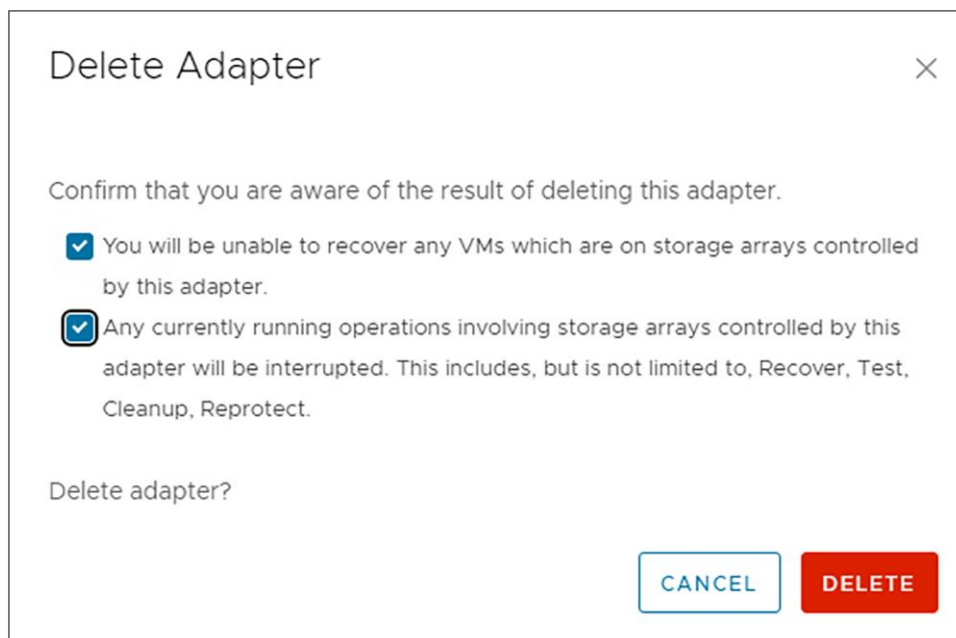 Delete Adapter
Confirm that you are aware of the result of deleting this adapter.
You will be unable to recover any VMs which are on storage arrays controlled
by this adapter.
Any currently running operations involving storage arrays controlled by this
adapter will be interrupted. This includes, but is not limited to, Recover, Test,
Cleanup, Reprotect.
Delete adapter?
CANCEL DELETE